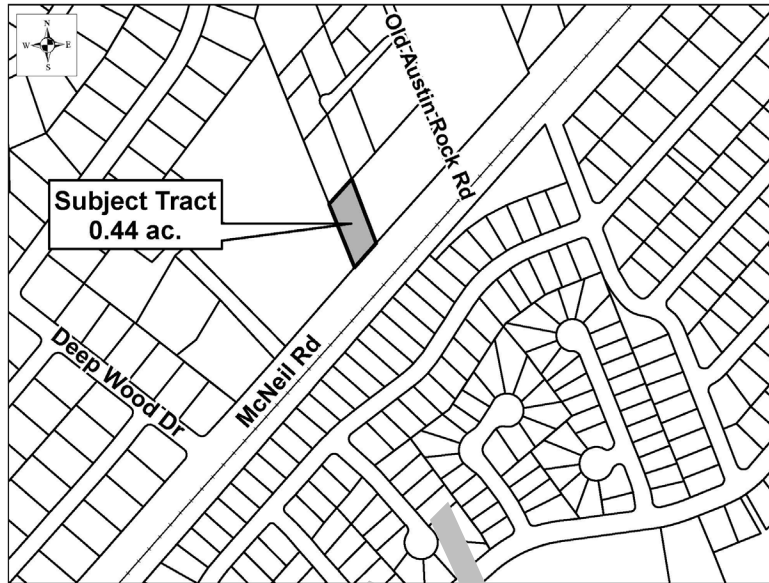 N
W E
S
Old Austin Rock Rd
Subject Tract
0.44 ac.
Deep Wood Dr
McNeil Rd